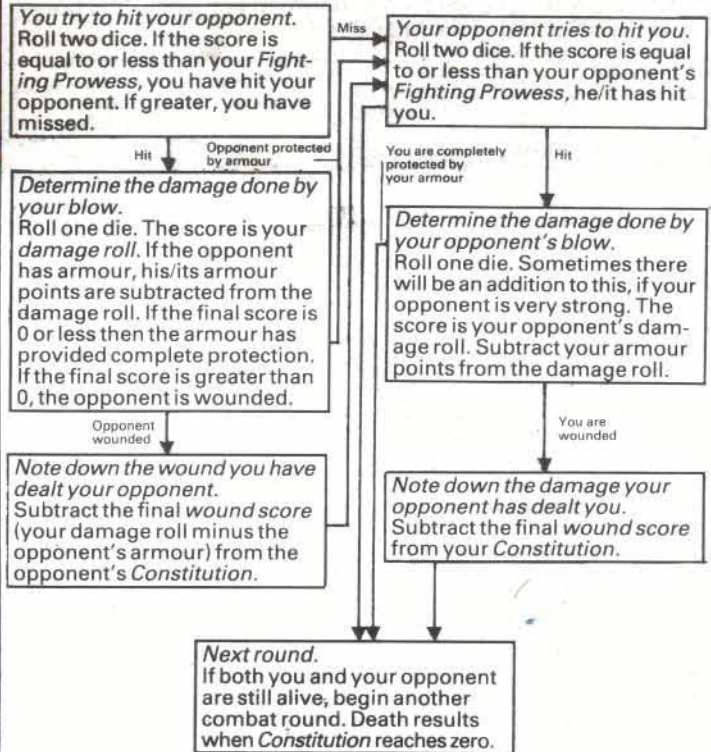 You try to hit your opponent.
Roll two dice. If the score is
equal to or less than your Fight-
ing Prowess, you have hit your
opponent. If greater, you have
missed.
Miss
Your opponent tries to hit you.
Roll two dice. If the score is equal
to or less than your opponent's
Fighting Prowess, he/it has hit
you.
Hit
Opponent protected
by armour
You are completely
protected by
your armour
Hit
Determine the damage done by
your blow.
Roll one die. The score is your
damage roll. If the opponent
has armour, his/its armour
points are subtracted from the
damage roll. If the final score is
0 or less then the armour has
provided complete protection.
If the final score is greater than
0, the opponent is wounded.
Determine the damage done by
your opponent's blow.
Roll one die. Sometimes there
will be an addition to this, if your
opponent is very strong. The
score is your opponent's dam-
age roll. Subtract your armour
points from the damage roll.
Opponent
wounded
You are
wounded
Note down the wound you have
dealt your opponent.
Subtract the final wound score
(your damage roll minus the
opponent's armour) from the
opponent's Constitution.
Note down the damage your
opponent has dealt you.
Subtract the final wound score
from your Constitution.
Next round.
If both you and your opponent
are still alive, begin another
combat round. Death results
when Constitution reaches zero.